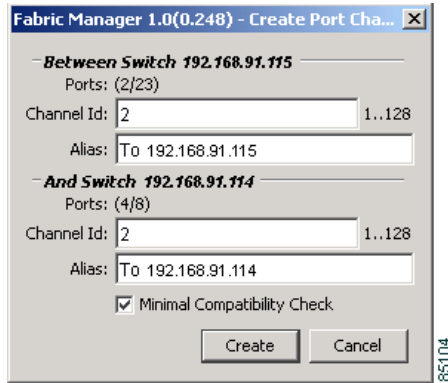 Fabric Manager 1.0(0.248) - Create Port Cha...
Between Switch 192.168.91.115
Ports: (2/23)
Channel Id: 2 1..128
Alias: To 192.168.91.115
And Switch 192.168.91.114
Ports: (4/8)
Channel Id: 2 1..128
Alias: To 192.168.91.114
Minimal Compatibility Check
Create Cancel
85104